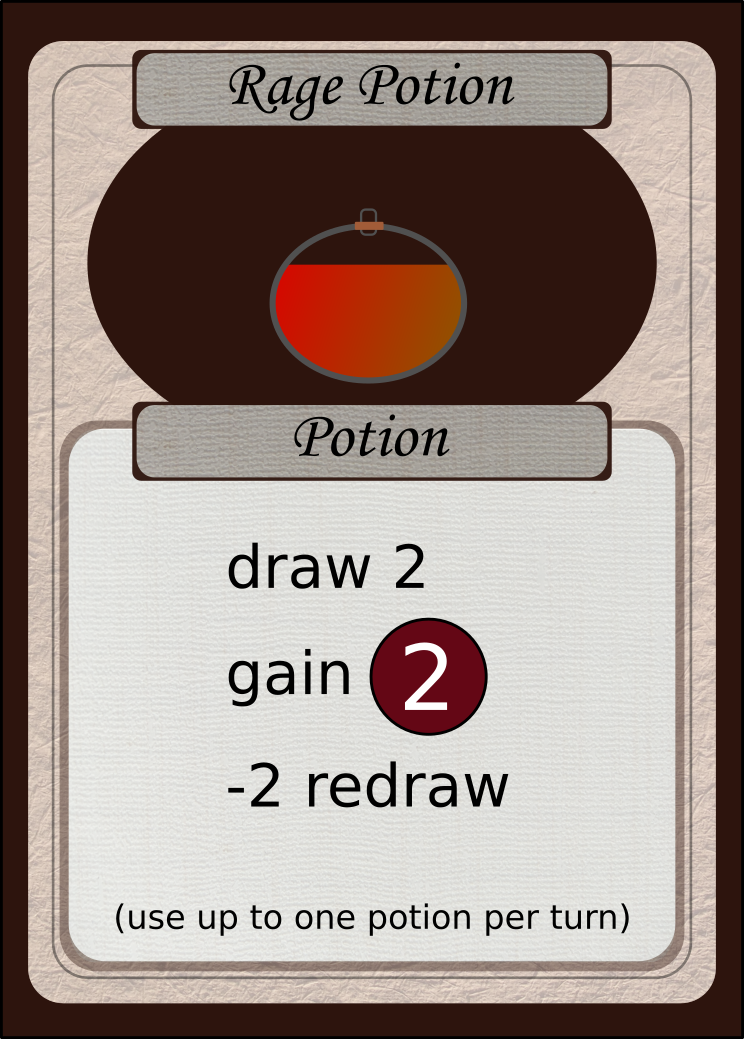 Rage Potion
Potion
draw 2
gain 2
-2 redraw
(use up to one potion per turn)